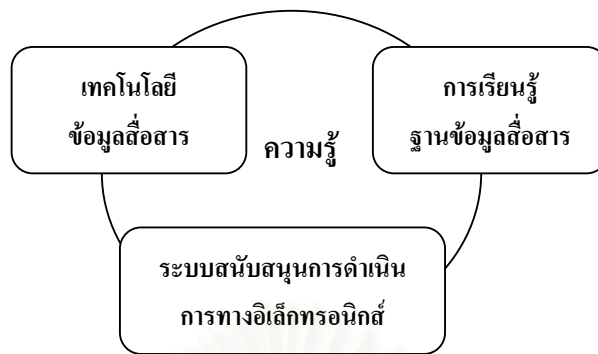 เทคโนโลยี
ข้อมูลสื่อสาร
การเรียนรู้
ฐานข้อมูลสื่อสาร
ความรู้
ระบบสนับสนุนการดำเนิน
การทางอิเล็กทรอนิกส์